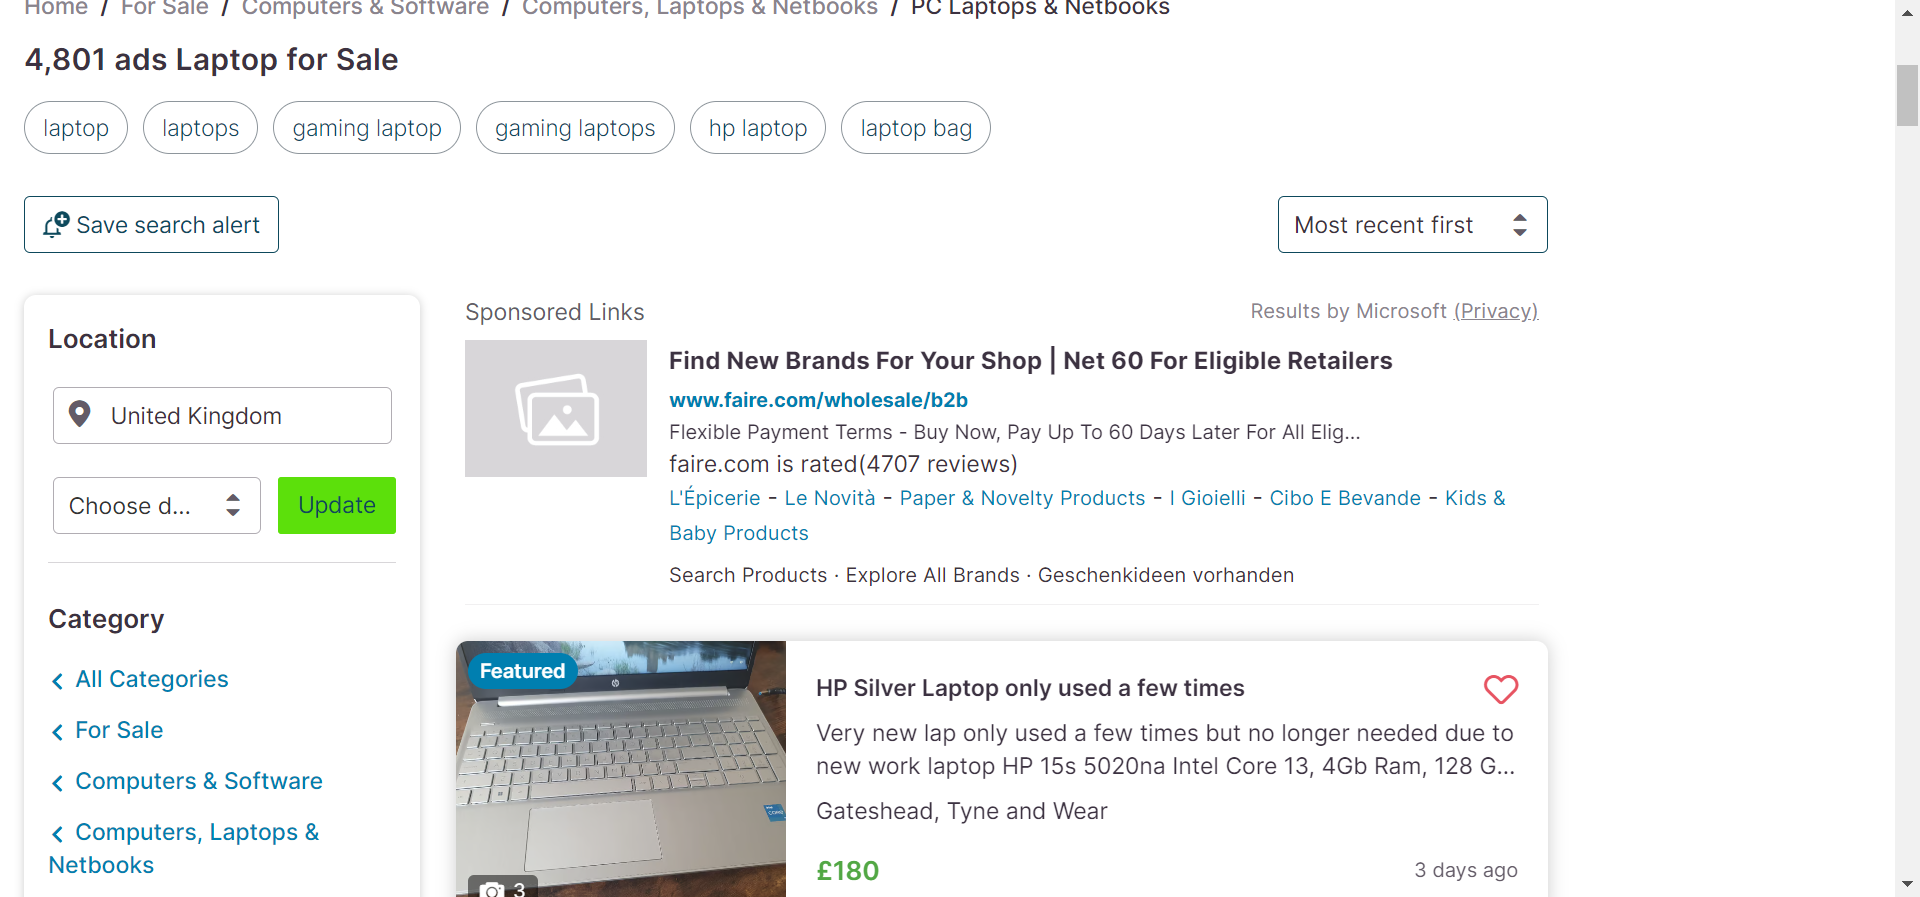 Home / For Sale / Computers & Software / Computers, Laptops & Netbooks / PC Laptops & Netbooks
4,801 ads Laptop for Sale
laptop laptops gaming laptop gaming laptops hp laptop laptop bag
Save search alert
Most recent first
Location
United Kingdom
Choose d...
Update
Category
All Categories
For Sale
Computers & Software
Computers, Laptops &
Netbooks
Sponsored Links
Results by Microsoft (Privacy)
Find New Brands For Your Shop | Net 60 For Eligible Retailers
www.faire.com/wholesale/b2b
Flexible Payment Terms - Buy Now, Pay Up To 60 Days Later For All Elig...
faire.com is rated(4707 reviews)
L'Épicerie - Le Novità - Paper & Novelty Products - I Gioielli - Cibo E Bevande - Kids &
Baby Products
Search Products · Explore All Brands · Geschenkideen vorhanden
Featured
hp
3
HP Silver Laptop only used a few times
Very new lap only used a few times but no longer needed due to
new work laptop HP 15s 5020na Intel Core 13, 4Gb Ram, 128 G...
Gateshead, Tyne and Wear
£180
3 days ago